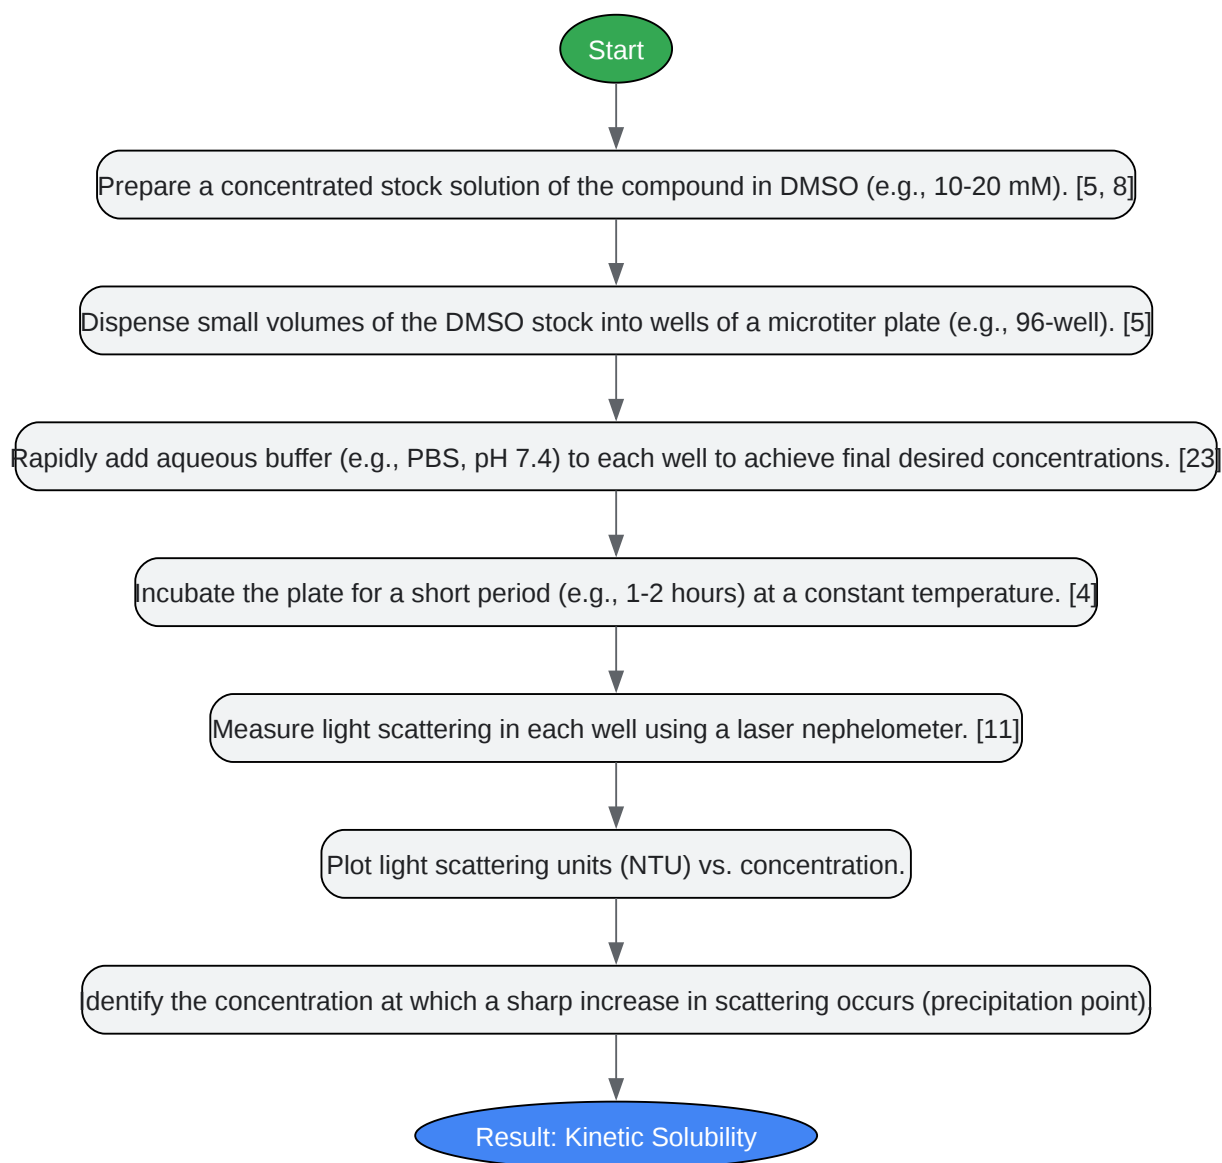 Start
Prepare a concentrated stock solution of the compound in DMSO (e.g., 10-20 mM). [5, 8]
Dispense small volumes of the DMSO stock into wells of a microtiter plate (e.g., 96-well). [5]
Rapidly add aqueous buffer (e.g., PBS, pH 7.4) to each well to achieve final desired concentrations. [23]
Incubate the plate for a short period (e.g., 1-2 hours) at a constant temperature. [4]
Measure light scattering in each well using a laser nephelometer. [11]
Plot light scattering units (NTU) vs. concentration.
Identify the concentration at which a sharp increase in scattering occurs (precipitation point).
Result: Kinetic Solubility